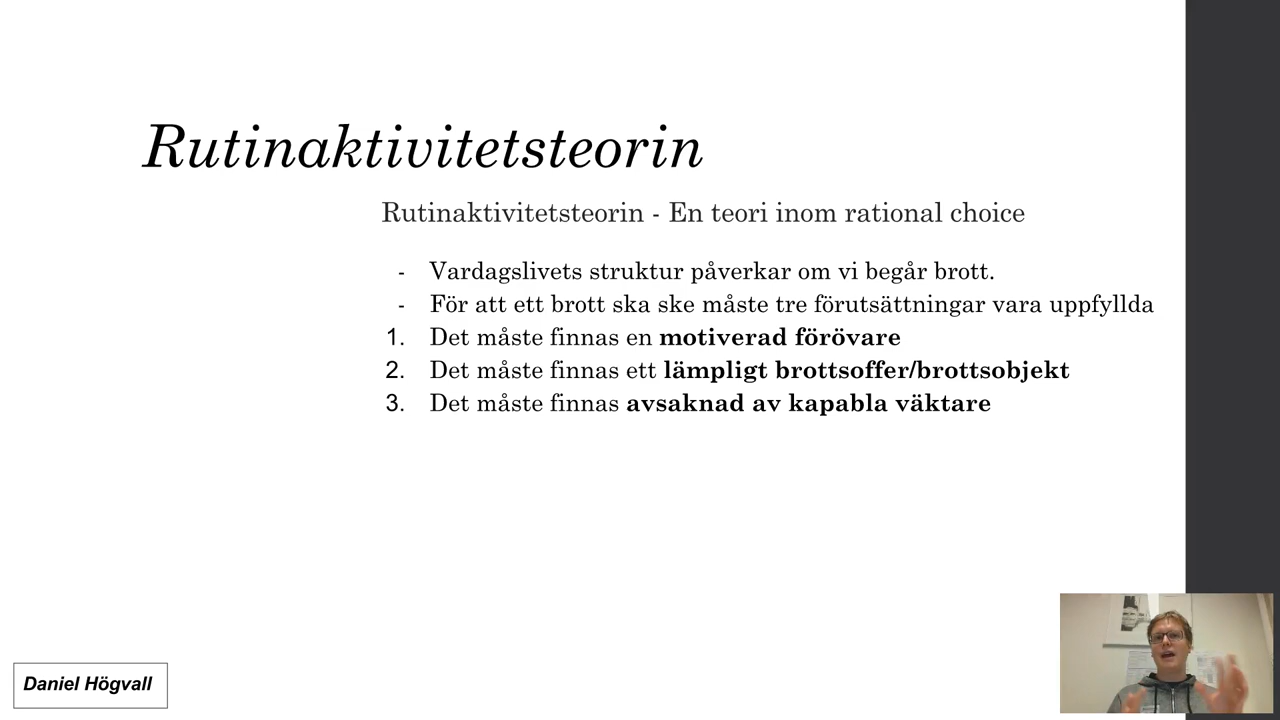 Rutinaktivitetsteorin
Rutinaktivitetsteorin - En teori inom rational choice
- Vardagslivets struktur påverkar om vi begår brott.
- För att ett brott ska ske måste tre förutsättningar vara uppfyllda
1. Det måste finnas en motiverad förövare
2. Det måste finnas ett lämpligt brottsoffer/brottsobjekt
3. Det måste finnas avsaknad av kapabla väktare
Daniel Högvall